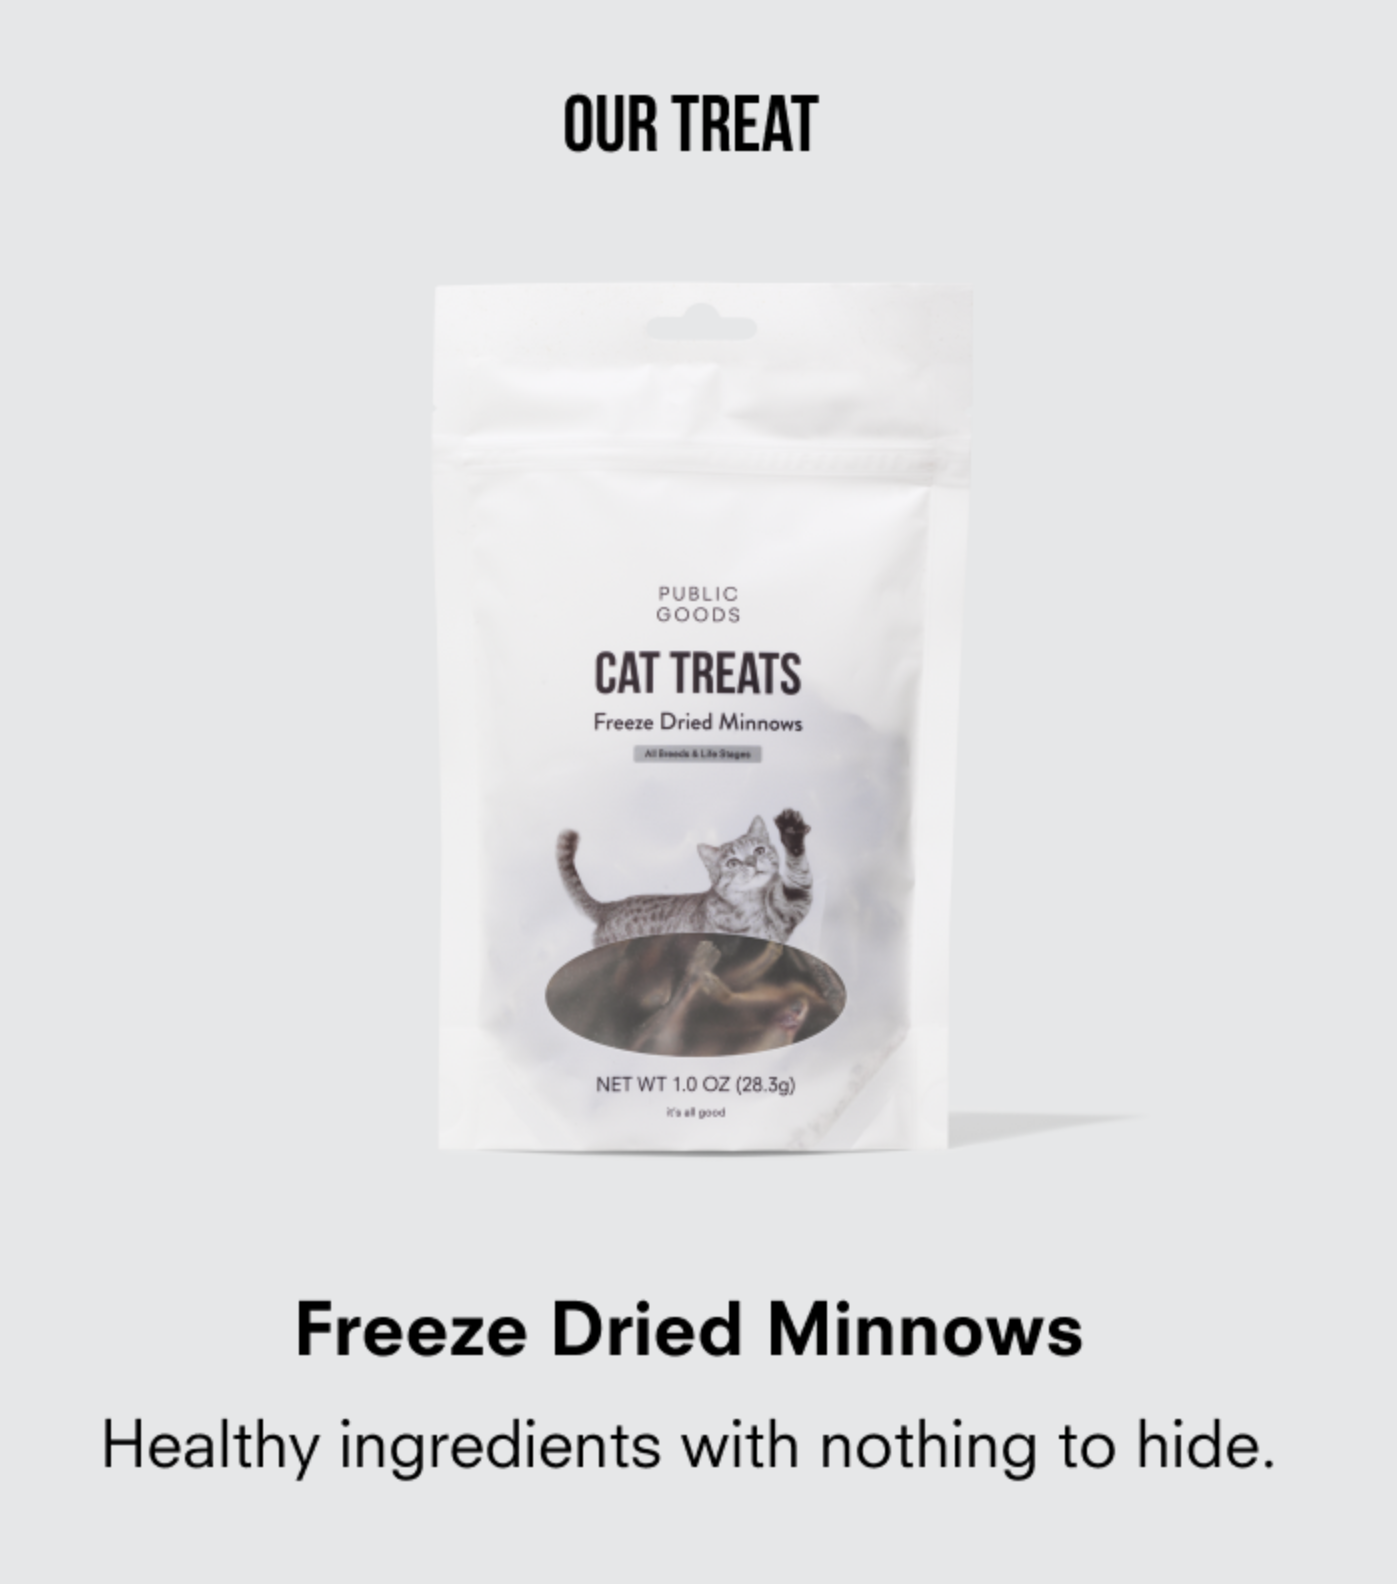 OUR TREAT
PUBLIC
GOODS
CAT TREATS
Freeze Dried Minnows
All Breeds & Life Stages
NET WT 1.0 OZ (28.3g)
it's all good
Freeze Dried Minnows
Healthy ingredients with nothing to hide.